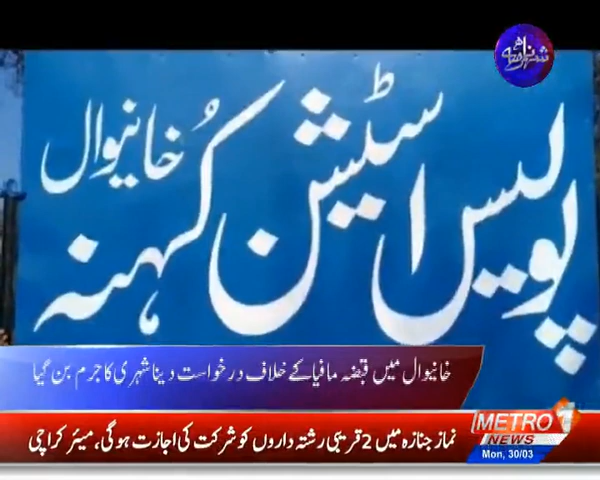 پولیس اسٹیشن کہنہ
خانیوال
خانیوال میں قبضہ مافیا کے خلاف درخواست دینا شہری کا جرم بن گیا
نماز جنازہ میں 2 قریبی رشتہ داروں کو شرکت کی اجازت ہوگی، میئر کراچی
METRO 1
NEWS
Mon, 30/03